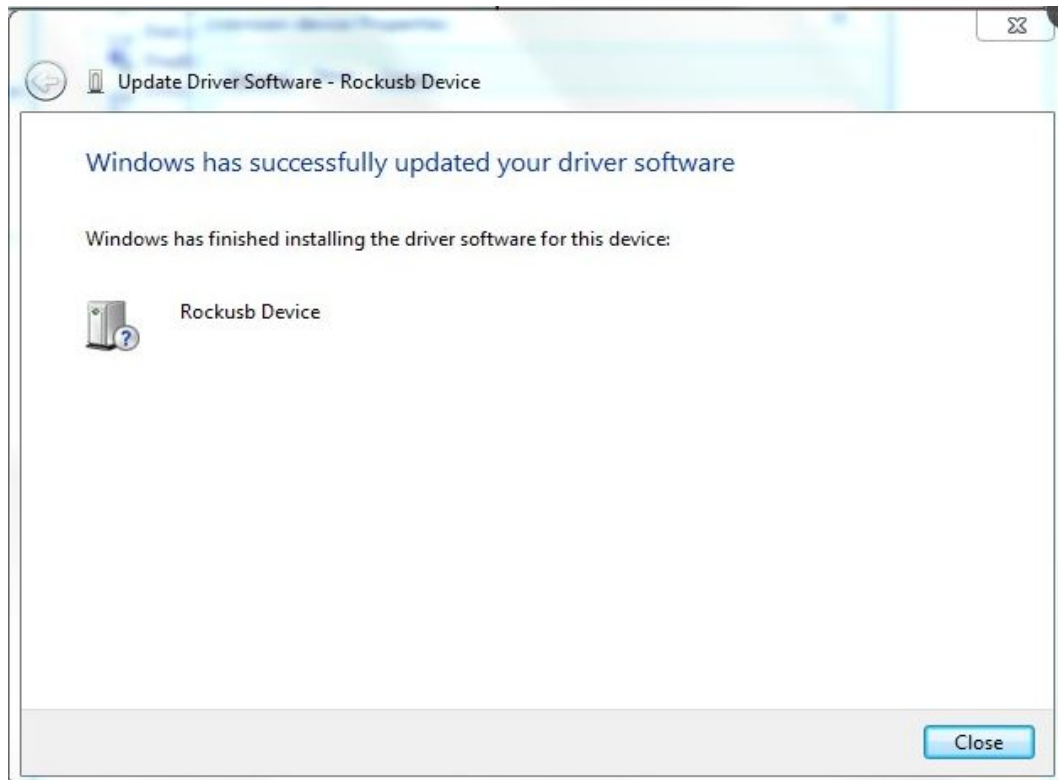 Update Driver Software - Rockusb Device
Windows has successfully updated your driver software
Windows has finished installing the driver software for this device:
Rockusb Device
Close